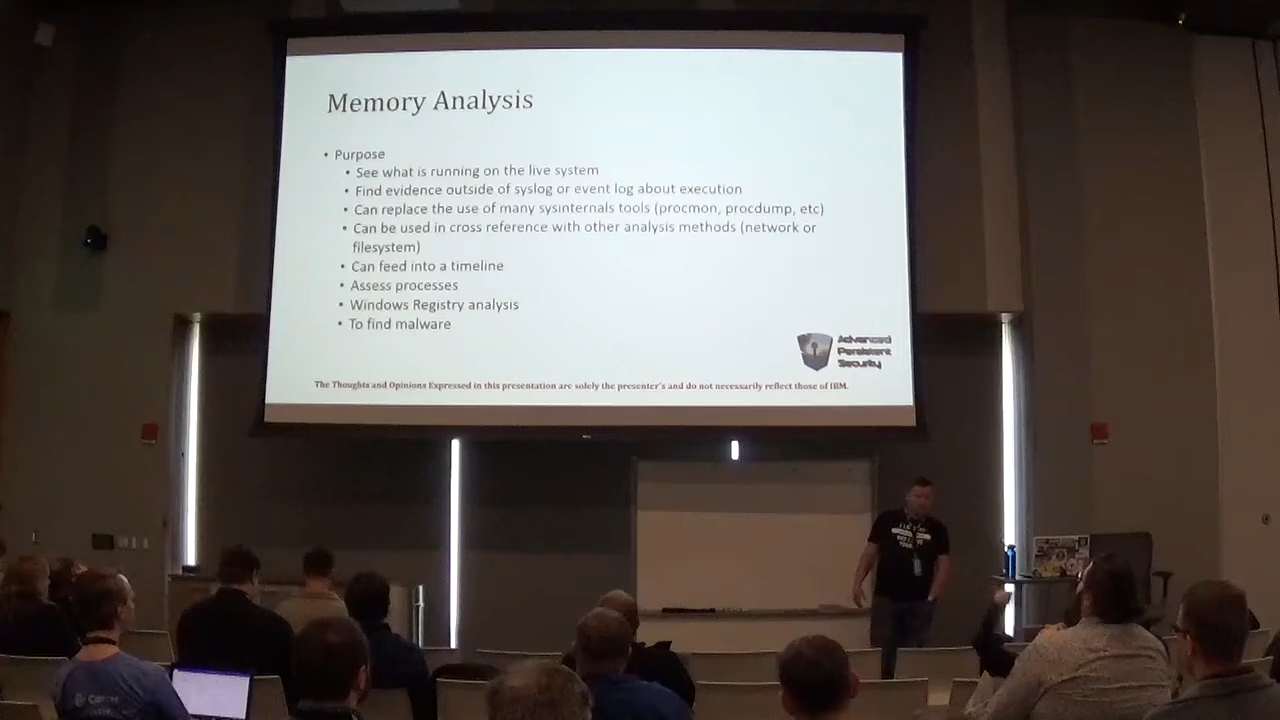 Memory Analysis
• Purpose
• See what is running on the live system
• Find evidence outside of syslog or event log about execution
• Can replace the use of many sysinternals tools (procmon, procdump, etc)
• Can be used in cross reference with other analysis methods (network or
filesystem)
• Can feed into a timeline
• Assess processes
• Windows Registry analysis
• To find malware
Advanced
Persistent
Security
The Thoughts and Opinions Expressed in this presentation are solely the presenter's and do not necessarily reflect those of IBM.